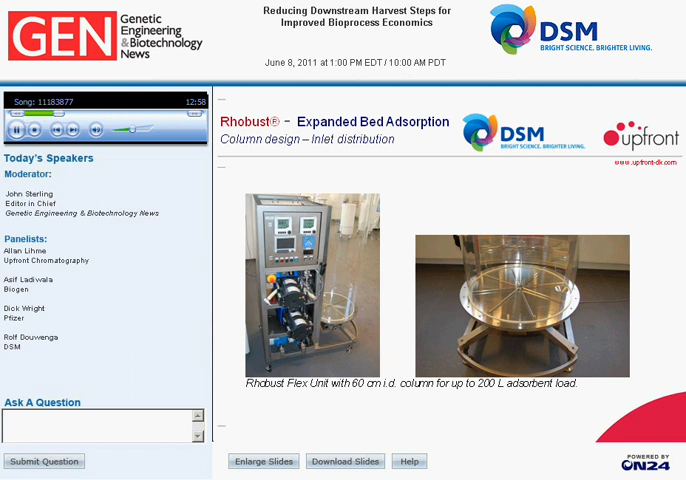 GEN
Genetic
Engineering
&Biotechnology
News
Reducing Downstream Harvest Steps for
Improved Bioprocess Economics
June 8, 2011 at 1:00 PM EDT / 10:00 AM PDT
DSM
BRIGHT SCIENCE. BRIGHTER LIVING.
Song: 11183877
12:58
Today's Speakers
Moderator:
John Sterling
Editor in Chief
Genetic Engineering & Biotechnology News
Panelists:
Allan Lihme
Upfront Chromatography
Asif Ladiwala
Biogen
Dick Wright
Pfizer
Rolf Douwenga
DSM
Ask A Question
Submit Question
Rhobust® - Expanded Bed Adsorption
Column design – Inlet distribution
DSM
BRIGHT SCIENCE. BRIGHTER LIVING.
upfront
www.upfront-dk.com
Rhobust Flex Unit with 60 cm i.d. column for up to 200 L adsorbent load.
Enlarge Slides
Download Slides
Help
POWERED BY
ON24